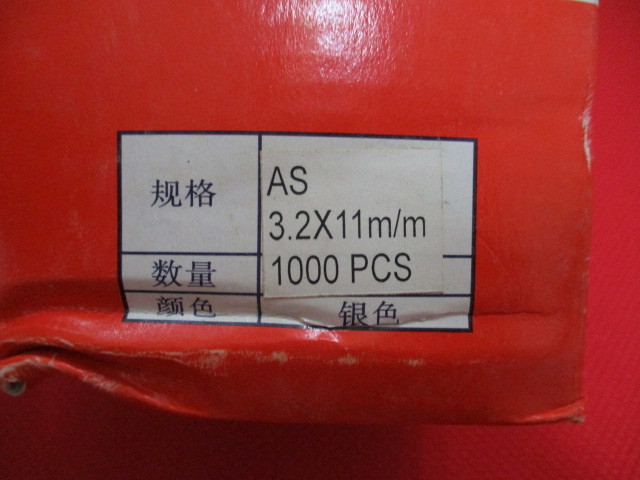 规格 AS
3.2X11m/m
数量 1000 PCS
颜色 银色